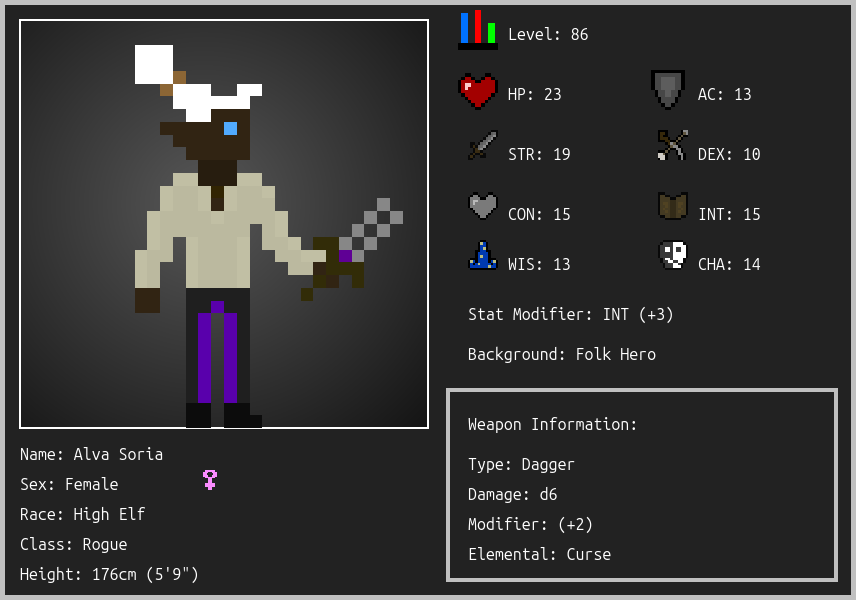 Level: 86
HP: 23
AC: 13
STR: 19
DEX: 10
CON: 15
INT: 15
WIS: 13
CHA: 14
Stat Modifier: INT (+3)
Background: Folk Hero
Weapon Information:
Type: Dagger
Damage: d6
Modifier: (+2)
Elemental: Curse
Name: Alva Soria
Sex: Female
Race: High Elf
Class: Rogue
Height: 176cm (5'9")